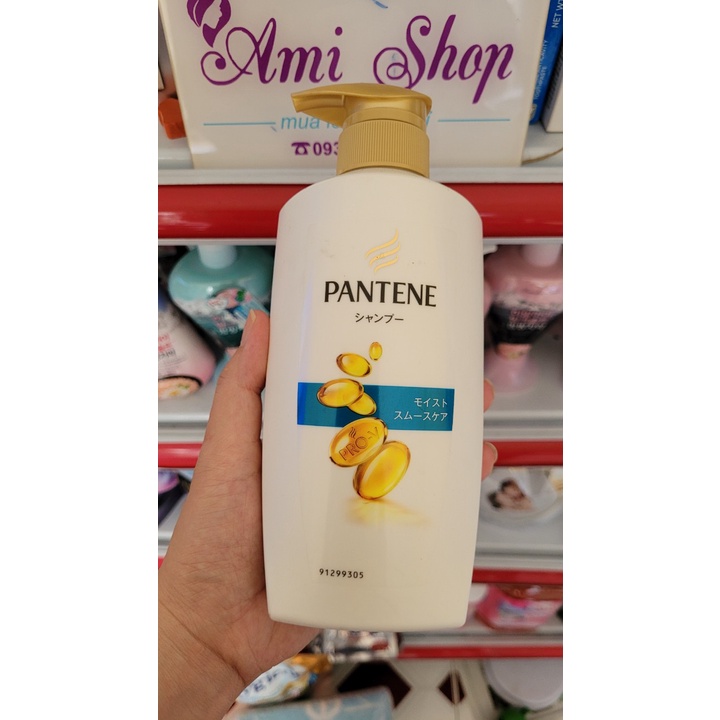 Ami Shop
mua
☎093
PANTENE
シャンプー
モイスト
スムースケア
PRO-V
91299305